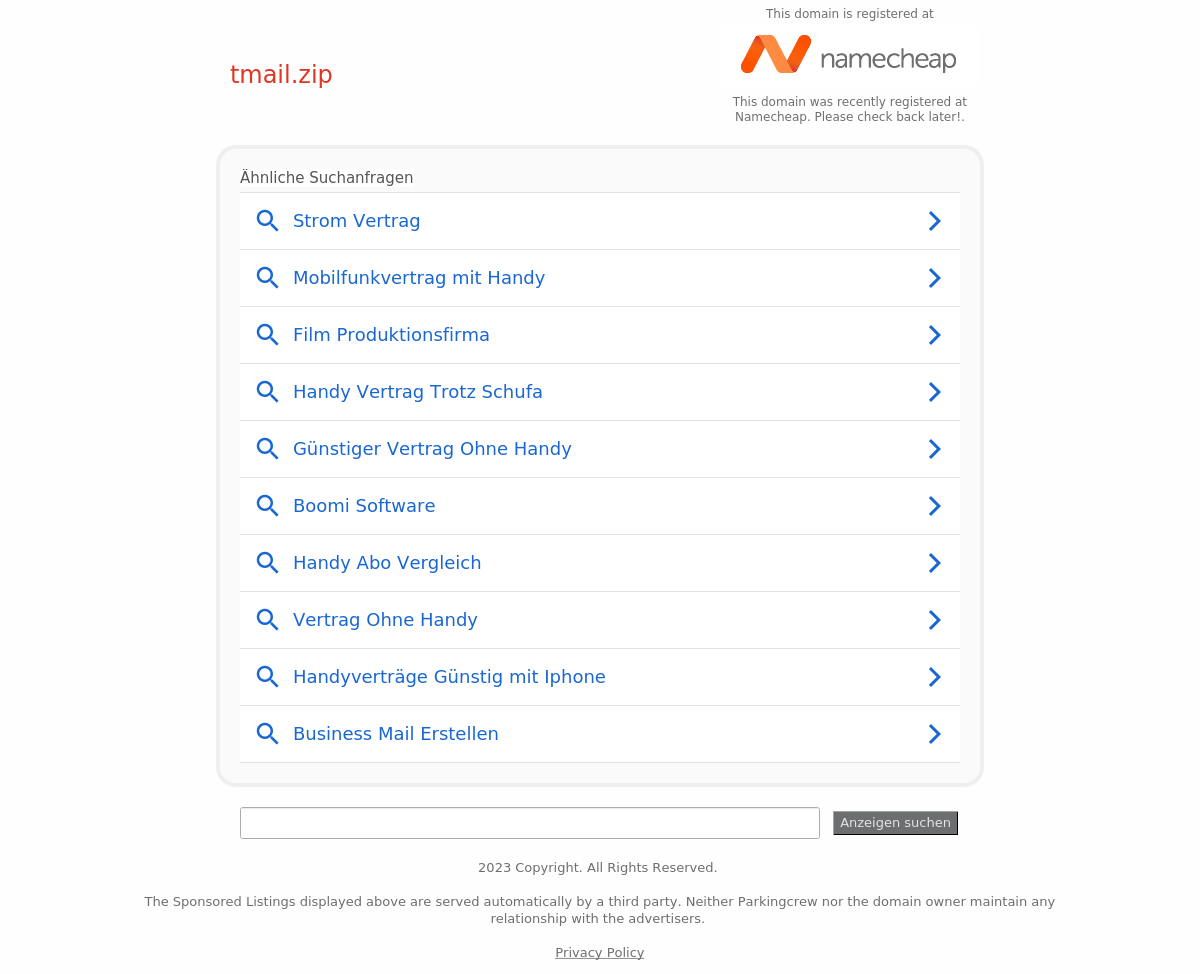 This domain is registered at
namecheap
tmail.zip
This domain was recently registered at
Namecheap. Please check back later!.
Ähnliche Suchanfragen
Strom Vertrag
Mobilfunkvertrag mit Handy
Film Produktionsfirma
Handy Vertrag Trotz Schufa
Günstiger Vertrag Ohne Handy
Boomi Software
Handy Abo Vergleich
Vertrag Ohne Handy
Handyverträge Günstig mit Iphone
Business Mail Erstellen
Anzeigen suchen
2023 Copyright. All Rights Reserved.
The Sponsored Listings displayed above are served automatically by a third party. Neither Parkingcrew nor the domain owner maintain any
relationship with the advertisers.
Privacy Policy